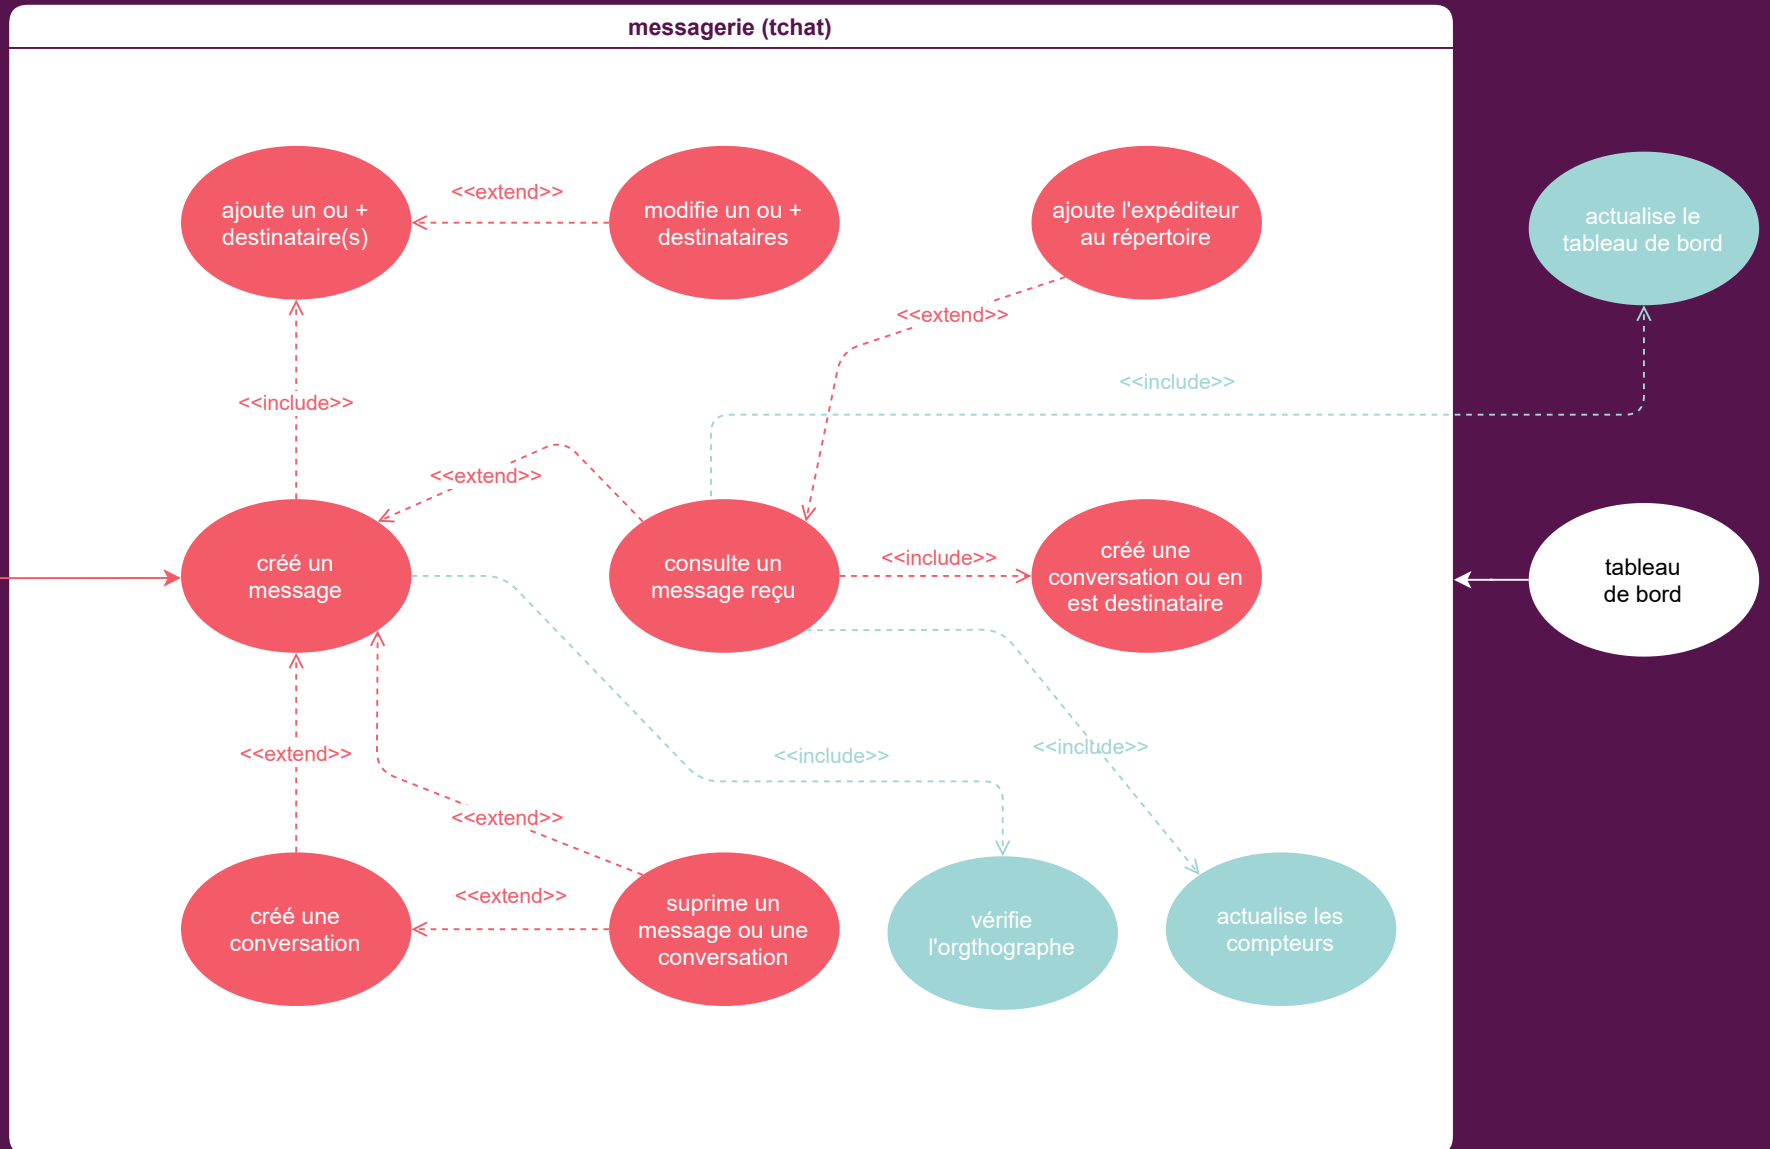 messagerie (tchat)
ajoute un ou +
destinataire(s)
<<extend>>
modifie un ou +
destinataires
ajoute l'expéditeur
au répertoire
actualise le
tableau de bord
<<extend>>
<<include>>
<<include>>
<<extend>>
créé un
message
consulte un
message reçu
<<include>>
créé une
conversation ou en
est destinataire
tableau
de bord
<<extend>>
<<include>>
<<include>>
<<extend>>
<<extend>>
créé une
conversation
suprime un
message ou une
conversation
vérifie
l'orgthographe
actualise les
compteurs